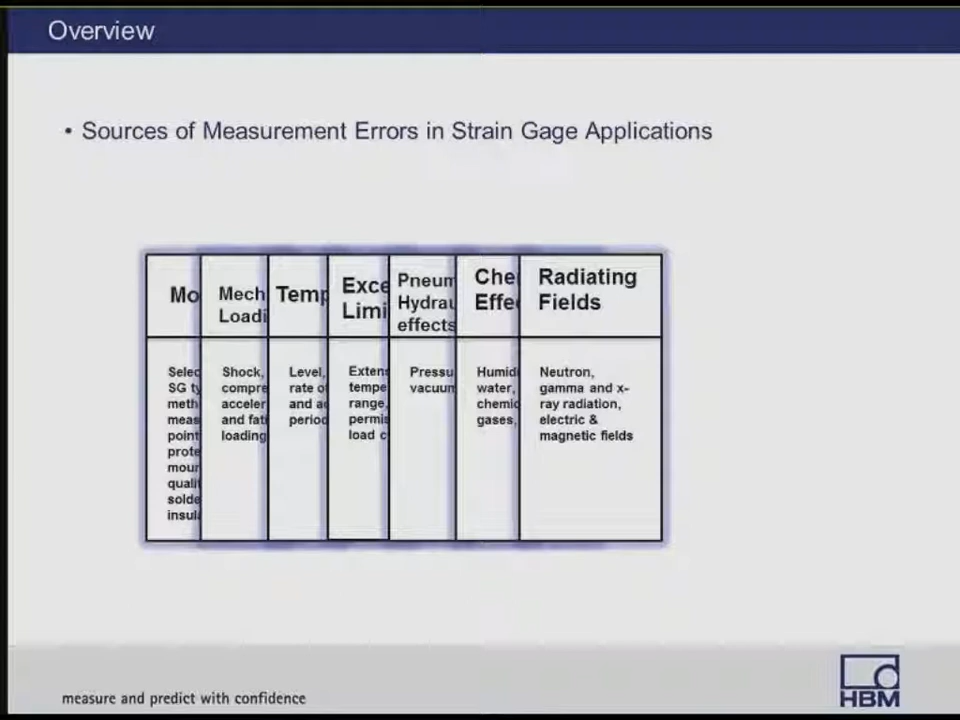 Overview
• Sources of Measurement Errors in Strain Gage Applications
Mo
Selec
SG ty
meth
meas
point
prote
moun
quali
solde
insula
Mech
Loadi
Shock,
compre
acceler
and fati
loading
Temp
Level,
rate of
and ac
period
Exce
Limi
Exten
tempe
range,
permis
load c
Pneum
Hydrau
effects
Pressu
vacuum
Che
Effe
Humidi
water,
chemic
gases,
Radiating
Fields
Neutron,
gamma and x-
ray radiation,
electric &
magnetic fields
measure and predict with confidence
HBM